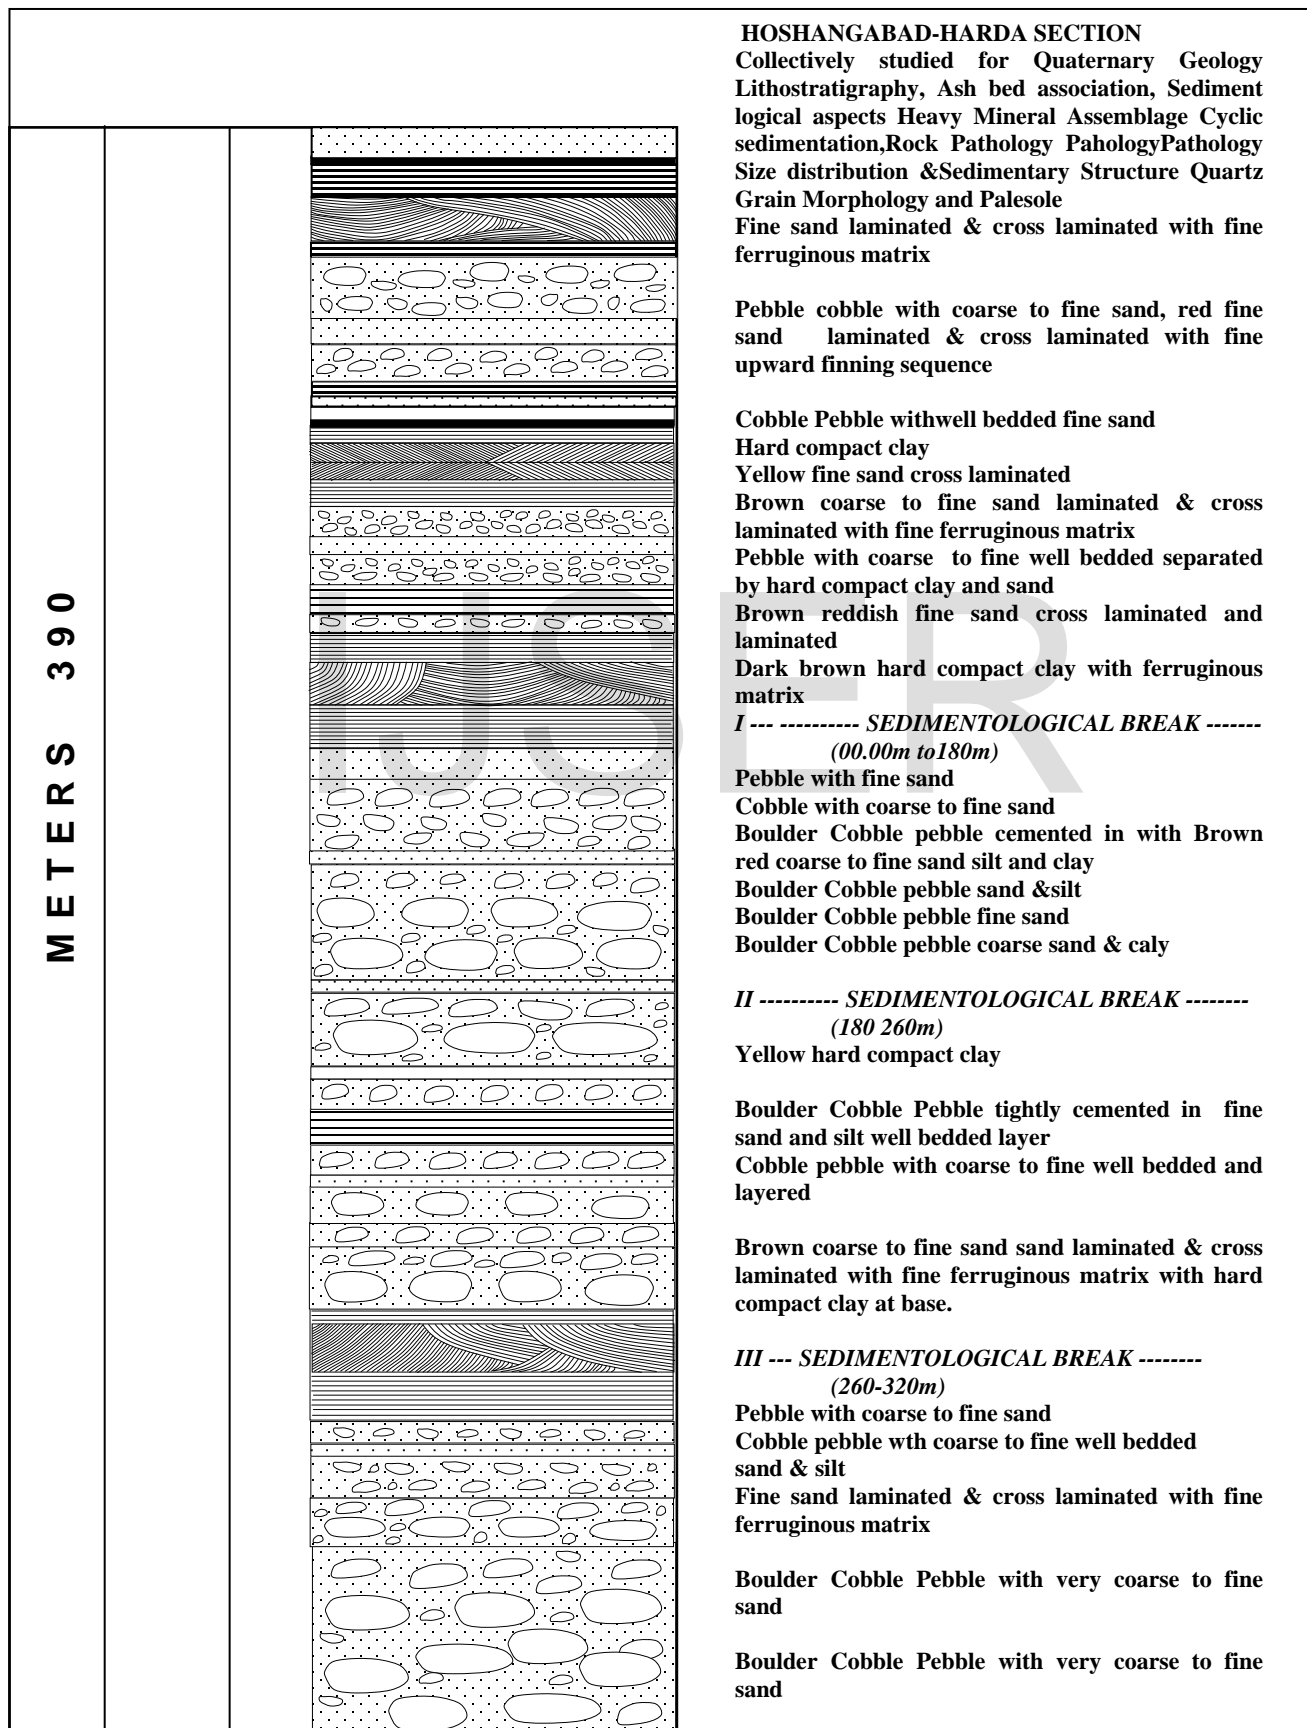 HOSHANGABAD-HARDA SECTION
Collectively studied for Quaternary Geology
Lithostratigraphy, Ash bed association, Sediment
logical aspects Heavy Mineral Assemblage Cyclic
sedimentation,Rock Pathology PahologyPathology
Size distribution &Sedimentary Structure Quartz
Grain Morphology and Palesole
Fine sand laminated & cross laminated with fine
ferruginous matrix
Pebble cobble with coarse to fine sand, red fine
sand laminated & cross laminated with fine
upward finning sequence
Cobble Pebble withwell bedded fine sand
Hard compact clay
Yellow fine sand cross laminated
Brown coarse to fine sand laminated & cross
laminated with fine ferruginous matrix
Pebble with coarse to fine well bedded separated
by hard compact clay and sand
Brown reddish fine sand cross laminated and
laminated
Dark brown hard compact clay with ferruginous
matrix
I --- ---------- SEDIMENTOLOGICAL BREAK -------
(00.00m to180m)
Pebble with fine sand
Cobble with coarse to fine sand
Boulder Cobble pebble cemented in with Brown
red coarse to fine sand silt and clay
Boulder Cobble pebble sand &silt
Boulder Cobble pebble fine sand
Boulder Cobble pebble coarse sand & caly
II ---------- SEDIMENTOLOGICAL BREAK --------
(180 260m)
Yellow hard compact clay
Boulder Cobble Pebble tightly cemented in fine
sand and silt well bedded layer
Cobble pebble with coarse to fine well bedded and
layered
Brown coarse to fine sand sand laminated & cross
laminated with fine ferruginous matrix with hard
compact clay at base.
III --- SEDIMENTOLOGICAL BREAK --------
(260-320m)
Pebble with coarse to fine sand
Cobble pebble wth coarse to fine well bedded
sand & silt
Fine sand laminated & cross laminated with fine
ferruginous matrix
Boulder Cobble Pebble with very coarse to fine
sand
Boulder Cobble Pebble with very coarse to fine
sand
METERS 390
IJSER